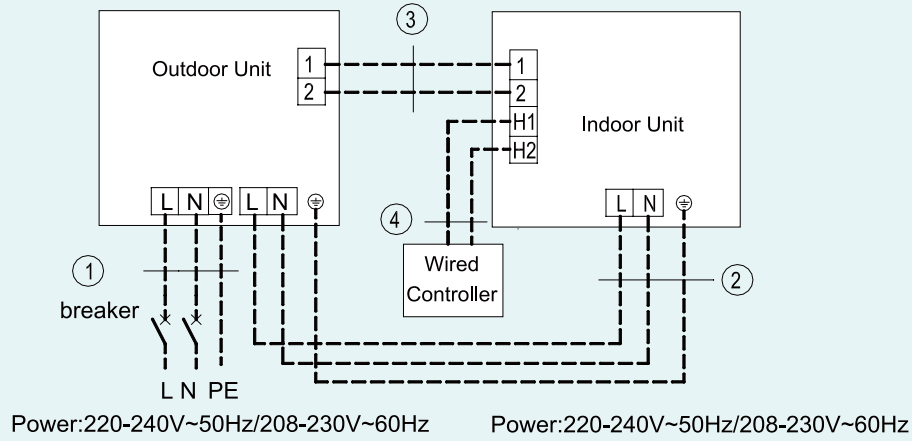 3
Outdoor Unit
1
2
1
2
H1
H2
Indoor Unit
L N
L N
L N
4
Wired
Controller
1
breaker
2
L N PE
Power:220-240V~50Hz/208-230V~60Hz
Power:220-240V~50Hz/208-230V~60Hz